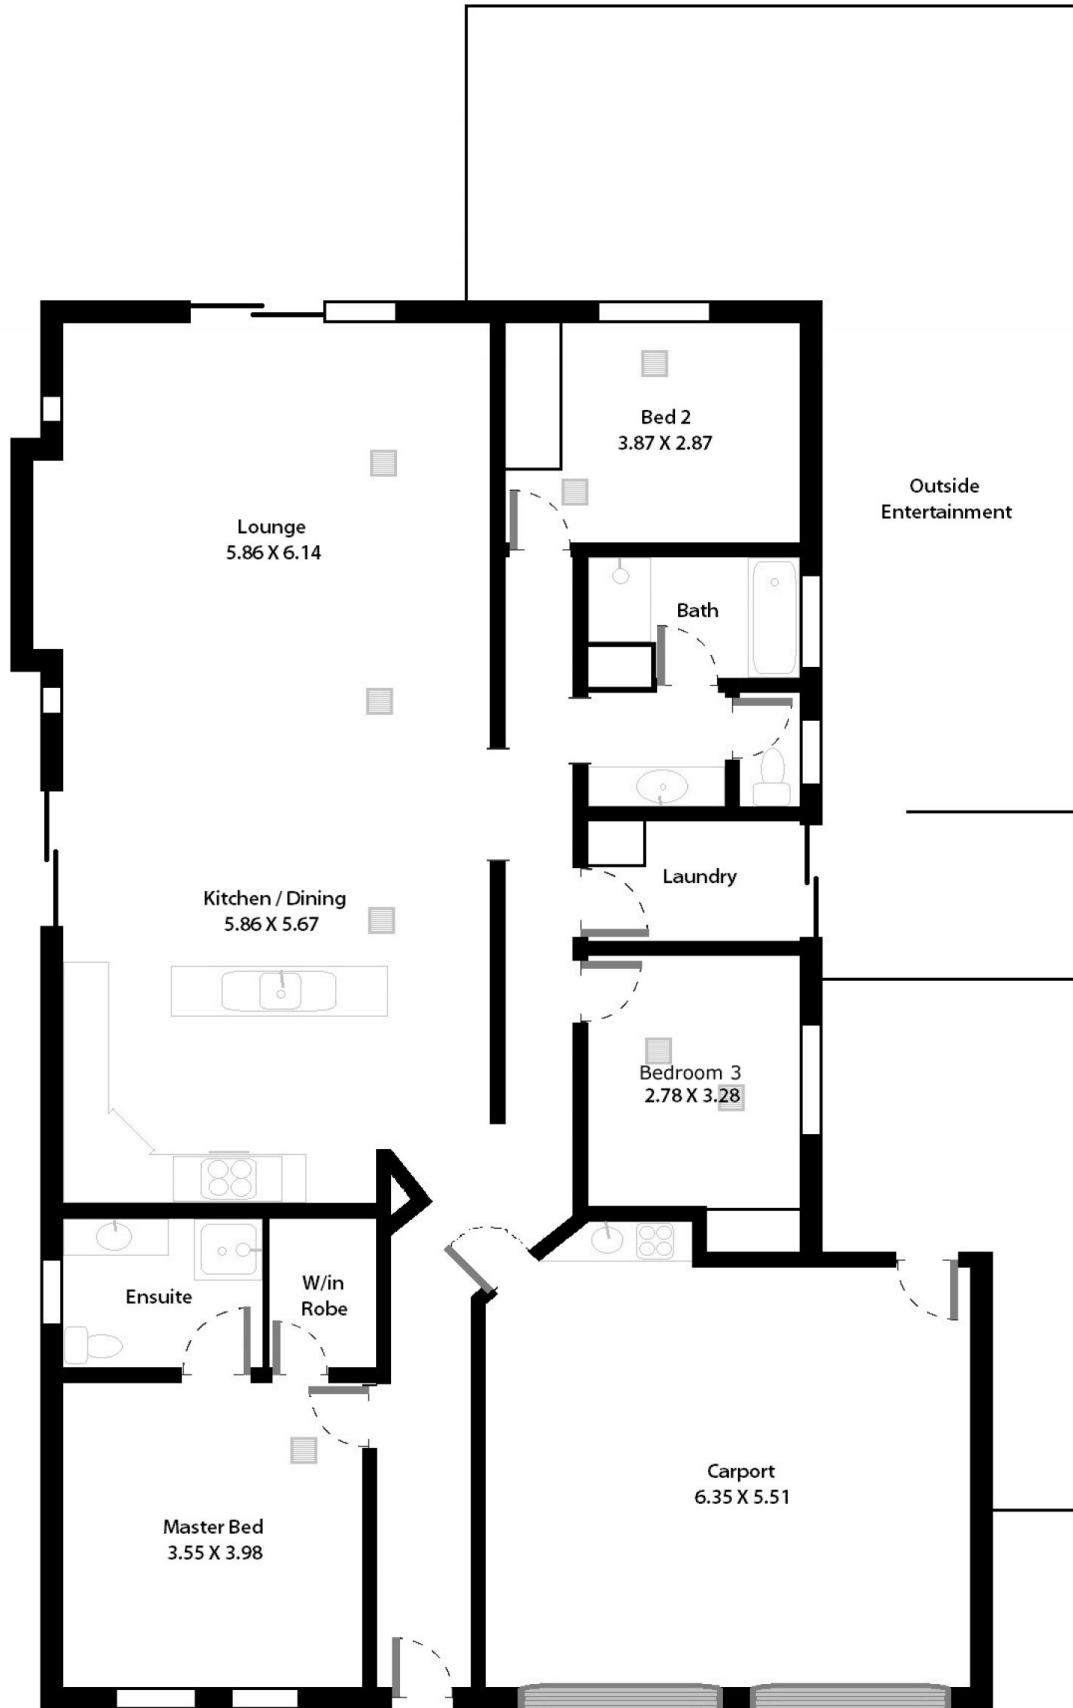 Bed 2
3.87 X 2.87
Outside
Entertainment
Lounge
5.86 X 6.14
Bath
Laundry
Kitchen / Dining
5.86 X 5.67
Bedroom 3
2.78 X 3.28
W/in
Robe
Ensuite
Carport
6.35 X 5.51
Master Bed
3.55 X 3.98